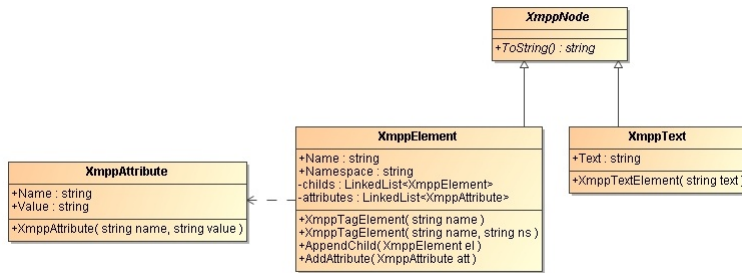 XmppNode
+ToString() : string
XmppElement
+Name : string
+Namespace : string
-childs : LinkedList<XmppElement>
-attributes : LinkedList<XmppAttribute>
+XmppTagElement( string name )
+XmppTagElement( string name, string ns )
+AppendChild( XmppElement el )
+AddAttribute( XmppAttribute att )
XmppText
+Text : string
+XmppTextElement( string text )
XmppAttribute
+Name : string
+Value : string
+XmppAttribute( string name, string value )